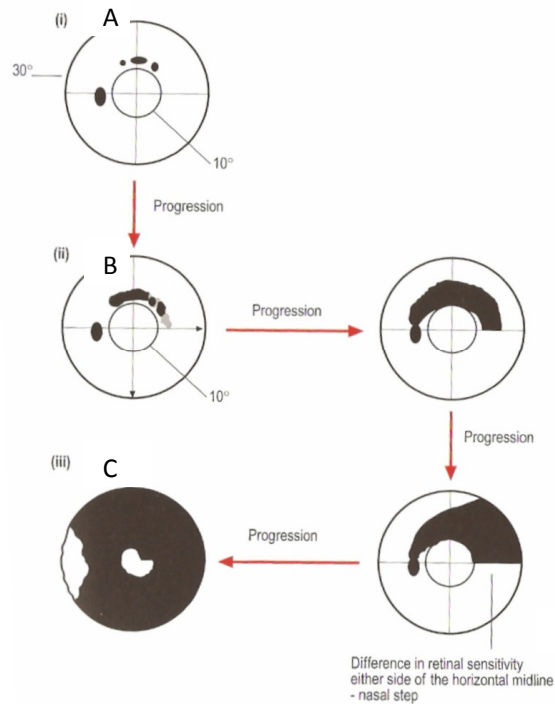 (i) A
30°
10°
Progression
(ii) B
Progression
10°
Progression
(iii) C
Progression
Difference in retinal sensitivity
either side of the horizontal midline
- nasal step